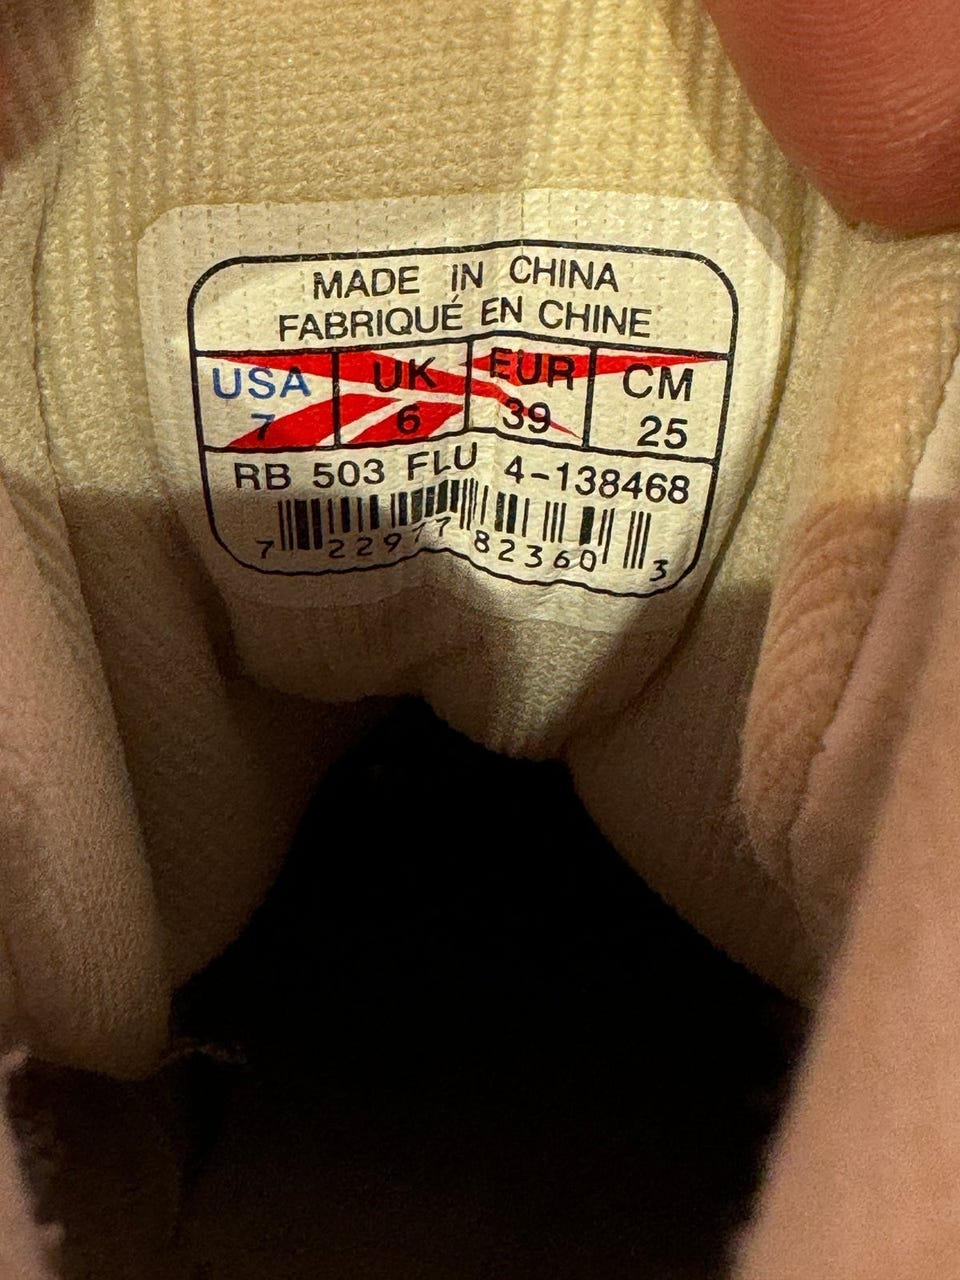 MADE IN CHINA
FABRIQUÉ EN CHINE
USA UK EUR CM
7 6 39 25
RB 503 FLU 4-138468
7 22977 82360 3